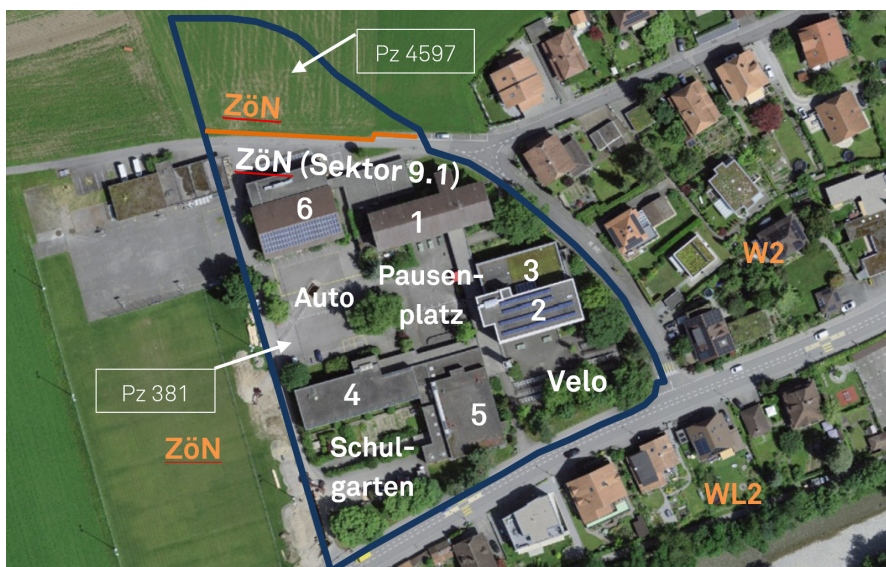 Pz 4597
ZöN
ZöN (Sektor 9.1)
6
1
W2
Pausen-
platz
3
2
Auto
Pz 381
Velo
4
5
ZöN
Schul-
garten
WL2